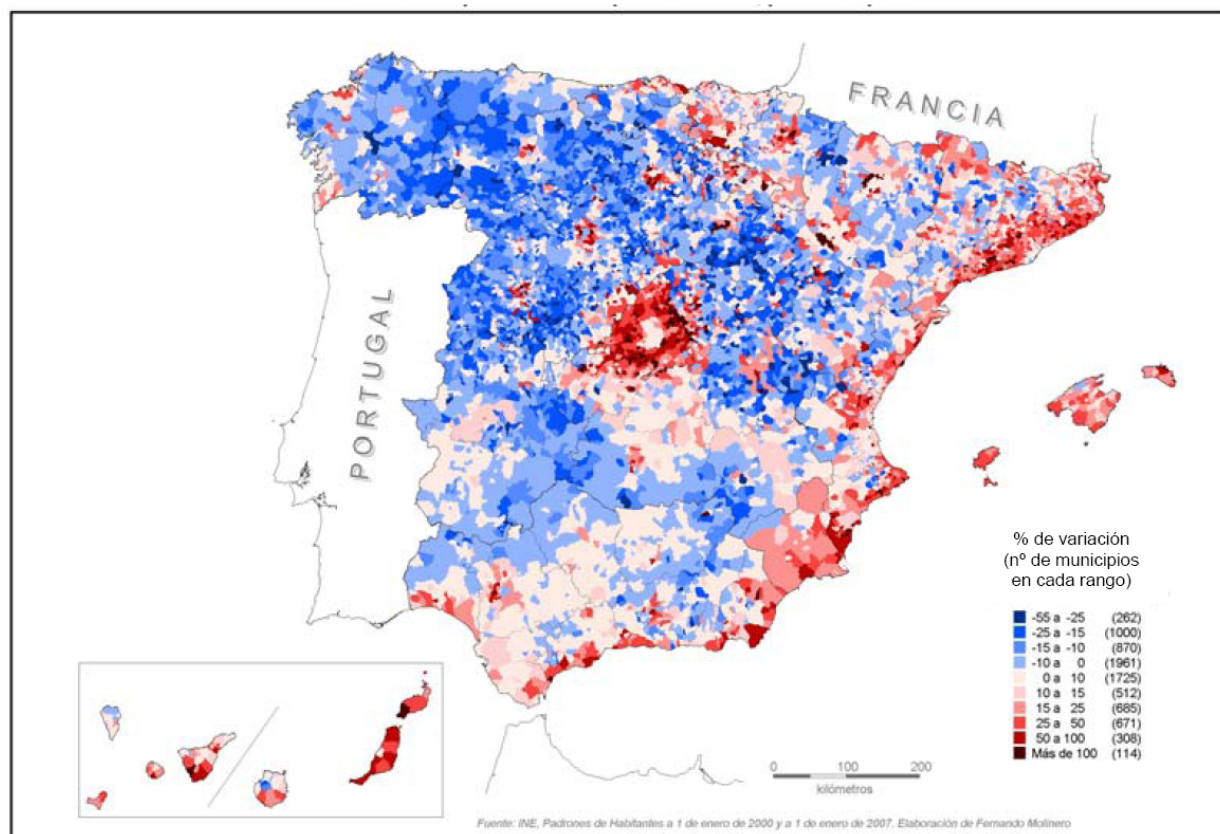 FRANCIA
PORTUGAL
% de variación
(nº de municipios
en cada rango)
-55 a -25 (262)
-25 a -15 (1000)
-15 a -10 (870)
-10 a 0 (1961)
0 a 10 (1725)
10 a 15 (512)
15 a 25 (685)
25 a 50 (671)
50 a 100 (308)
Más de 100 (114)
0 100 200
kilómetros
Fuente: INE, Padrones de Habitantes a 1 de enero de 2000 y a 1 de enero de 2007. Elaboración de Fernando Molinero